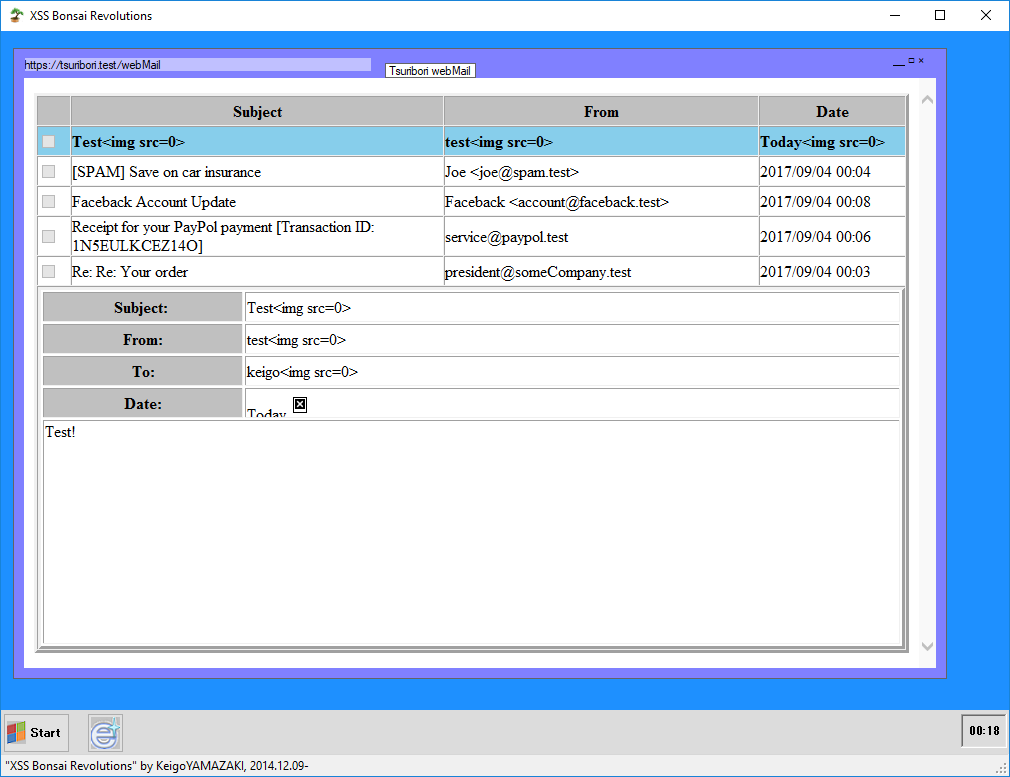 XSS Bonsai Revolutions
https://tsuribori.test/webMail
Tsuribori webMail
Subject From Date
Test<img src=0> test<img src=0> Today<img src=0>
[SPAM] Save on car insurance Joe <joe@spam.test> 2017/09/04 00:04
Faceback Account Update Faceback <account@faceback.test> 2017/09/04 00:08
Receipt for your PayPol payment [Transaction ID:
1N5EULKCEZ14O] service@paypol.test 2017/09/04 00:06
Re: Re: Your order president@someCompany.test 2017/09/04 00:03
Subject: Test<img src=0>
From: test<img src=0>
To: keigo<img src=0>
Date: Today
Test!
Start
00:18
"XSS Bonsai Revolutions" by KeigoYAMAZAKI, 2014.12.09-